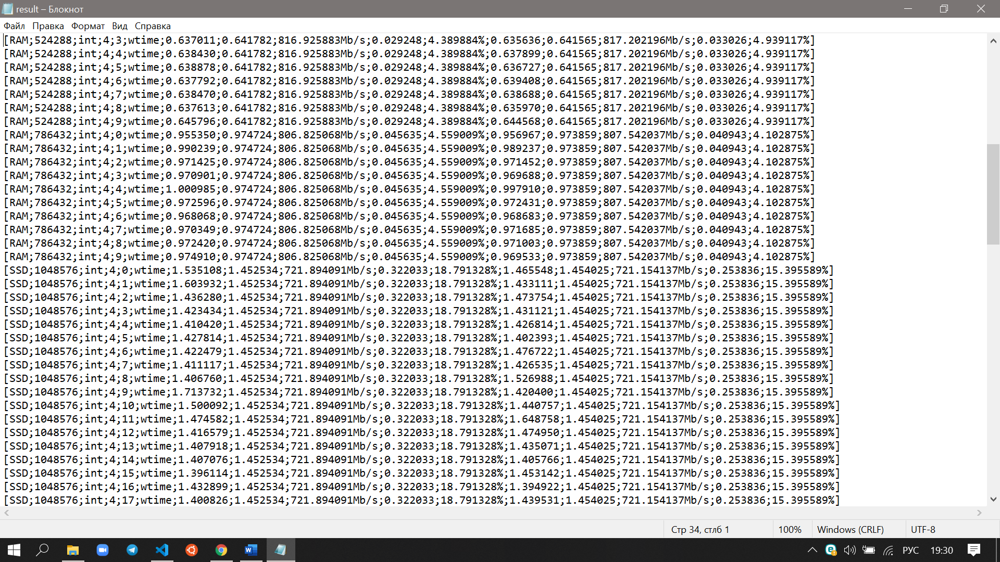 result – Блокнот
Файл Правка Формат Вид Справка
[RAM;524288;int;4;3;wtime;0.637011;0.641782;816.925883Mb/s;0.029248;4.389884%;0.635636;0.641565;817.202196Mb/s;0.033026;4.939117%]
[RAM;524288;int;4;4;wtime;0.638430;0.641782;816.925883Mb/s;0.029248;4.389884%;0.637899;0.641565;817.202196Mb/s;0.033026;4.939117%]
[RAM;524288;int;4;5;wtime;0.638878;0.641782;816.925883Mb/s;0.029248;4.389884%;0.636727;0.641565;817.202196Mb/s;0.033026;4.939117%]
[RAM;524288;int;4;6;wtime;0.637792;0.641782;816.925883Mb/s;0.029248;4.389884%;0.639408;0.641565;817.202196Mb/s;0.033026;4.939117%]
[RAM;524288;int;4;7;wtime;0.638470;0.641782;816.925883Mb/s;0.029248;4.389884%;0.638688;0.641565;817.202196Mb/s;0.033026;4.939117%]
[RAM;524288;int;4;8;wtime;0.637613;0.641782;816.925883Mb/s;0.029248;4.389884%;0.635970;0.641565;817.202196Mb/s;0.033026;4.939117%]
[RAM;524288;int;4;9;wtime;0.645796;0.641782;816.925883Mb/s;0.029248;4.389884%;0.644568;0.641565;817.202196Mb/s;0.033026;4.939117%]
[RAM;786432;int;4;0;wtime;0.955350;0.974724;806.825068Mb/s;0.045635;4.559009%;0.956967;0.973859;807.542037Mb/s;0.040943;4.102875%]
[RAM;786432;int;4;1;wtime;0.990239;0.974724;806.825068Mb/s;0.045635;4.559009%;0.989237;0.973859;807.542037Mb/s;0.040943;4.102875%]
[RAM;786432;int;4;2;wtime;0.971425;0.974724;806.825068Mb/s;0.045635;4.559009%;0.971452;0.973859;807.542037Mb/s;0.040943;4.102875%]
[RAM;786432;int;4;3;wtime;0.970901;0.974724;806.825068Mb/s;0.045635;4.559009%;0.969688;0.973859;807.542037Mb/s;0.040943;4.102875%]
[RAM;786432;int;4;4;wtime;1.000985;0.974724;806.825068Mb/s;0.045635;4.559009%;0.997910;0.973859;807.542037Mb/s;0.040943;4.102875%]
[RAM;786432;int;4;5;wtime;0.972596;0.974724;806.825068Mb/s;0.045635;4.559009%;0.972431;0.973859;807.542037Mb/s;0.040943;4.102875%]
[RAM;786432;int;4;6;wtime;0.968068;0.974724;806.825068Mb/s;0.045635;4.559009%;0.968683;0.973859;807.542037Mb/s;0.040943;4.102875%]
[RAM;786432;int;4;7;wtime;0.970349;0.974724;806.825068Mb/s;0.045635;4.559009%;0.971685;0.973859;807.542037Mb/s;0.040943;4.102875%]
[RAM;786432;int;4;8;wtime;0.972420;0.974724;806.825068Mb/s;0.045635;4.559009%;0.971003;0.973859;807.542037Mb/s;0.040943;4.102875%]
[RAM;786432;int;4;9;wtime;0.974910;0.974724;806.825068Mb/s;0.045635;4.559009%;0.969533;0.973859;807.542037Mb/s;0.040943;4.102875%]
[SSD;1048576;int;4;0;wtime;1.535108;1.452534;721.894091Mb/s;0.322033;18.791328%;1.465548;1.454025;721.154137Mb/s;0.253836;15.395589%]
[SSD;1048576;int;4;1;wtime;1.603932;1.452534;721.894091Mb/s;0.322033;18.791328%;1.433111;1.454025;721.154137Mb/s;0.253836;15.395589%]
[SSD;1048576;int;4;2;wtime;1.436280;1.452534;721.894091Mb/s;0.322033;18.791328%;1.473754;1.454025;721.154137Mb/s;0.253836;15.395589%]
[SSD;1048576;int;4;3;wtime;1.423434;1.452534;721.894091Mb/s;0.322033;18.791328%;1.431121;1.454025;721.154137Mb/s;0.253836;15.395589%]
[SSD;1048576;int;4;4;wtime;1.410420;1.452534;721.894091Mb/s;0.322033;18.791328%;1.426814;1.454025;721.154137Mb/s;0.253836;15.395589%]
[SSD;1048576;int;4;5;wtime;1.427814;1.452534;721.894091Mb/s;0.322033;18.791328%;1.402393;1.454025;721.154137Mb/s;0.253836;15.395589%]
[SSD;1048576;int;4;6;wtime;1.422479;1.452534;721.894091Mb/s;0.322033;18.791328%;1.476722;1.454025;721.154137Mb/s;0.253836;15.395589%]
[SSD;1048576;int;4;7;wtime;1.411117;1.452534;721.894091Mb/s;0.322033;18.791328%;1.426535;1.454025;721.154137Mb/s;0.253836;15.395589%]
[SSD;1048576;int;4;8;wtime;1.406760;1.452534;721.894091Mb/s;0.322033;18.791328%;1.526988;1.454025;721.154137Mb/s;0.253836;15.395589%]
[SSD;1048576;int;4;9;wtime;1.713732;1.452534;721.894091Mb/s;0.322033;18.791328%;1.420400;1.454025;721.154137Mb/s;0.253836;15.395589%]
[SSD;1048576;int;4;10;wtime;1.500092;1.452534;721.894091Mb/s;0.322033;18.791328%;1.440757;1.454025;721.154137Mb/s;0.253836;15.395589%]
[SSD;1048576;int;4;11;wtime;1.474582;1.452534;721.894091Mb/s;0.322033;18.791328%;1.648758;1.454025;721.154137Mb/s;0.253836;15.395589%]
[SSD;1048576;int;4;12;wtime;1.416579;1.452534;721.894091Mb/s;0.322033;18.791328%;1.474950;1.454025;721.154137Mb/s;0.253836;15.395589%]
[SSD;1048576;int;4;13;wtime;1.407918;1.452534;721.894091Mb/s;0.322033;18.791328%;1.435071;1.454025;721.154137Mb/s;0.253836;15.395589%]
[SSD;1048576;int;4;14;wtime;1.407076;1.452534;721.894091Mb/s;0.322033;18.791328%;1.405766;1.454025;721.154137Mb/s;0.253836;15.395589%]
[SSD;1048576;int;4;15;wtime;1.396114;1.452534;721.894091Mb/s;0.322033;18.791328%;1.453142;1.454025;721.154137Mb/s;0.253836;15.395589%]
[SSD;1048576;int;4;16;wtime;1.432899;1.452534;721.894091Mb/s;0.322033;18.791328%;1.394922;1.454025;721.154137Mb/s;0.253836;15.395589%]
[SSD;1048576;int;4;17;wtime;1.400826;1.452534;721.894091Mb/s;0.322033;18.791328%;1.439531;1.454025;721.154137Mb/s;0.253836;15.395589%]
Стр 34, стлб 1 100% Windows (CRLF) UTF-8
РУС 19:30